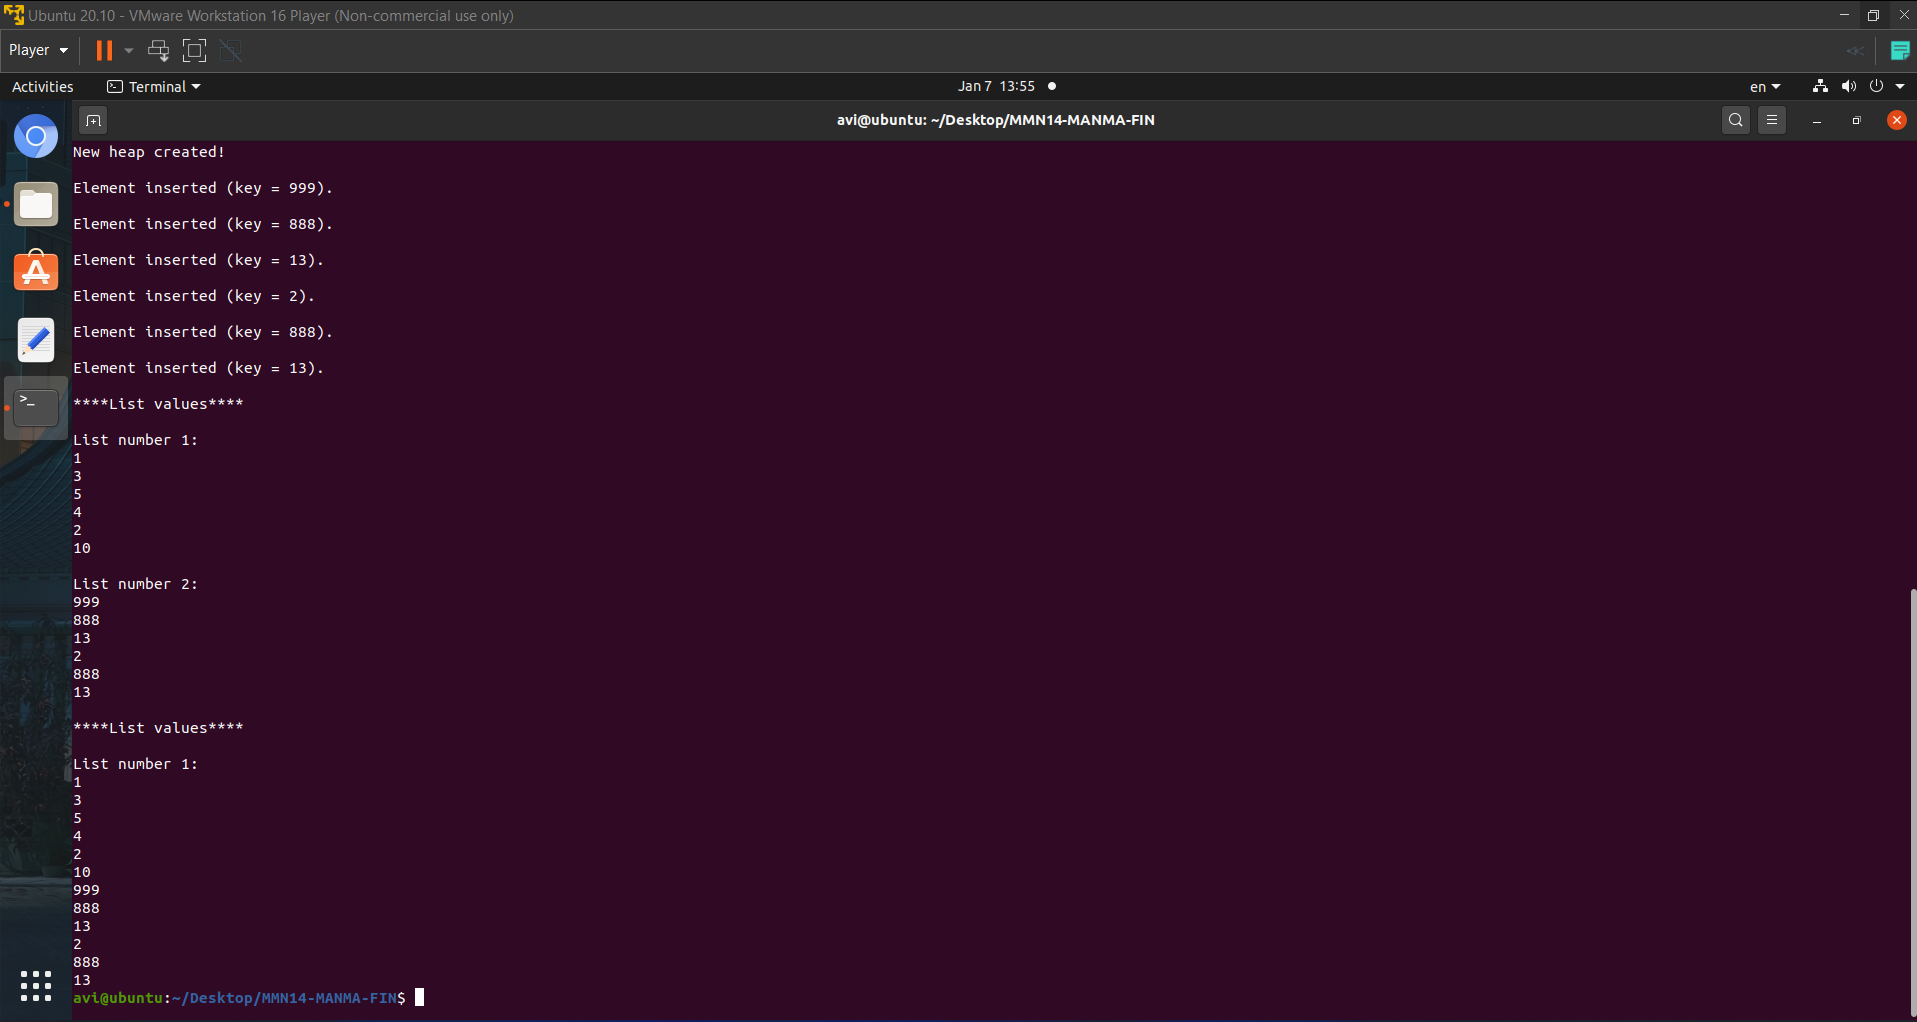 Ubuntu 20.10 - VMware Workstation 16 Player (Non-commercial use only)
Player
Activities
Terminal
Jan 7 13:55
en
avi@ubuntu: ~/Desktop/MMN14-MANMA-FIN
New heap created!
Element inserted (key = 999).
Element inserted (key = 888).
Element inserted (key = 13).
Element inserted (key = 2).
Element inserted (key = 888).
Element inserted (key = 13).
****List values****
List number 1:
1
3
5
4
2
10
List number 2:
999
888
13
2
888
13
****List values****
List number 1:
1
3
5
4
2
10
999
888
13
2
888
13
avi@ubuntu:~/Desktop/MMN14-MANMA-FIN$